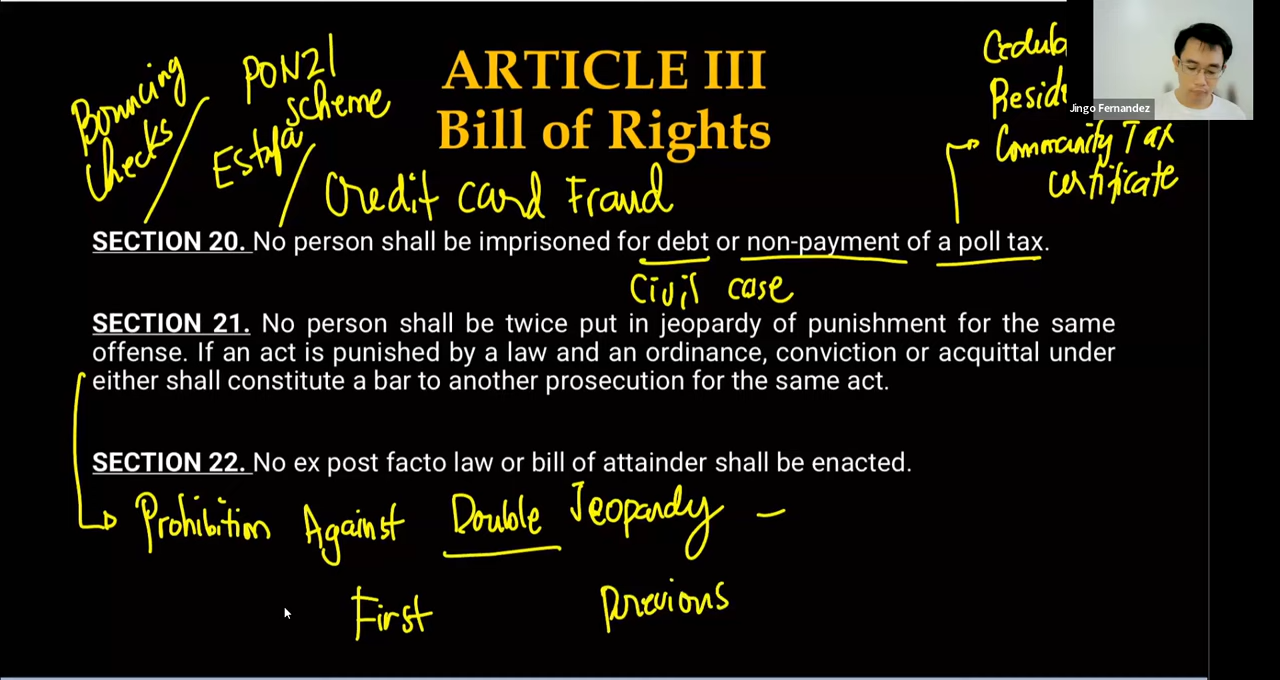 ARTICLE III
Bill of Rights
Bouncing
Checks
PONZI
scheme
Estafa
Credit card Fraud
Cedula
Jingo Fernandez
Community Tax
certificate
SECTION 20. No person shall be imprisoned for debt or non-payment of a poll tax.
Civil case
SECTION 21. No person shall be twice put in jeopardy of punishment for the same
offense. If an act is punished by a law and an ordinance, conviction or acquittal under
either shall constitute a bar to another prosecution for the same act.
SECTION 22. No ex post facto law or bill of attainder shall be enacted.
Prohibition Against Double Jeopardy –
First Previous